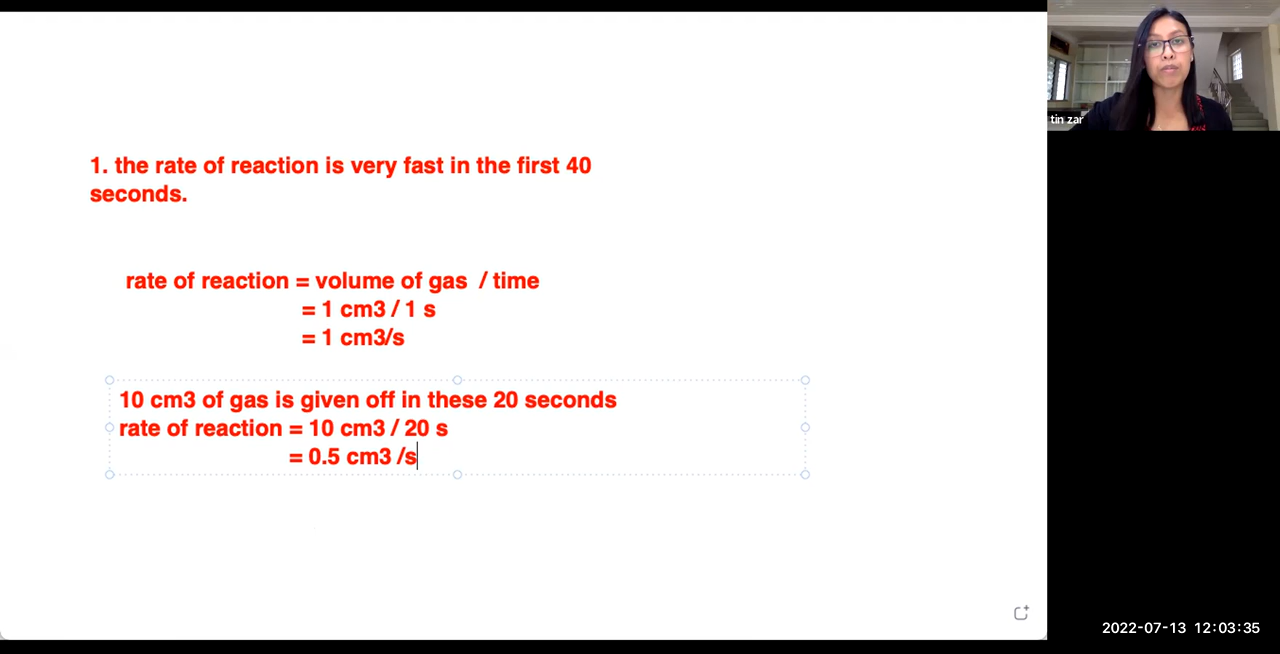 1. the rate of reaction is very fast in the first 40
seconds.
rate of reaction = volume of gas / time
= 1 cm3 / 1 s
= 1 cm3/s
10 cm3 of gas is given off in these 20 seconds
rate of reaction = 10 cm3 / 20 s
= 0.5 cm3 /s
tin zar
2022-07-13 12:03:35